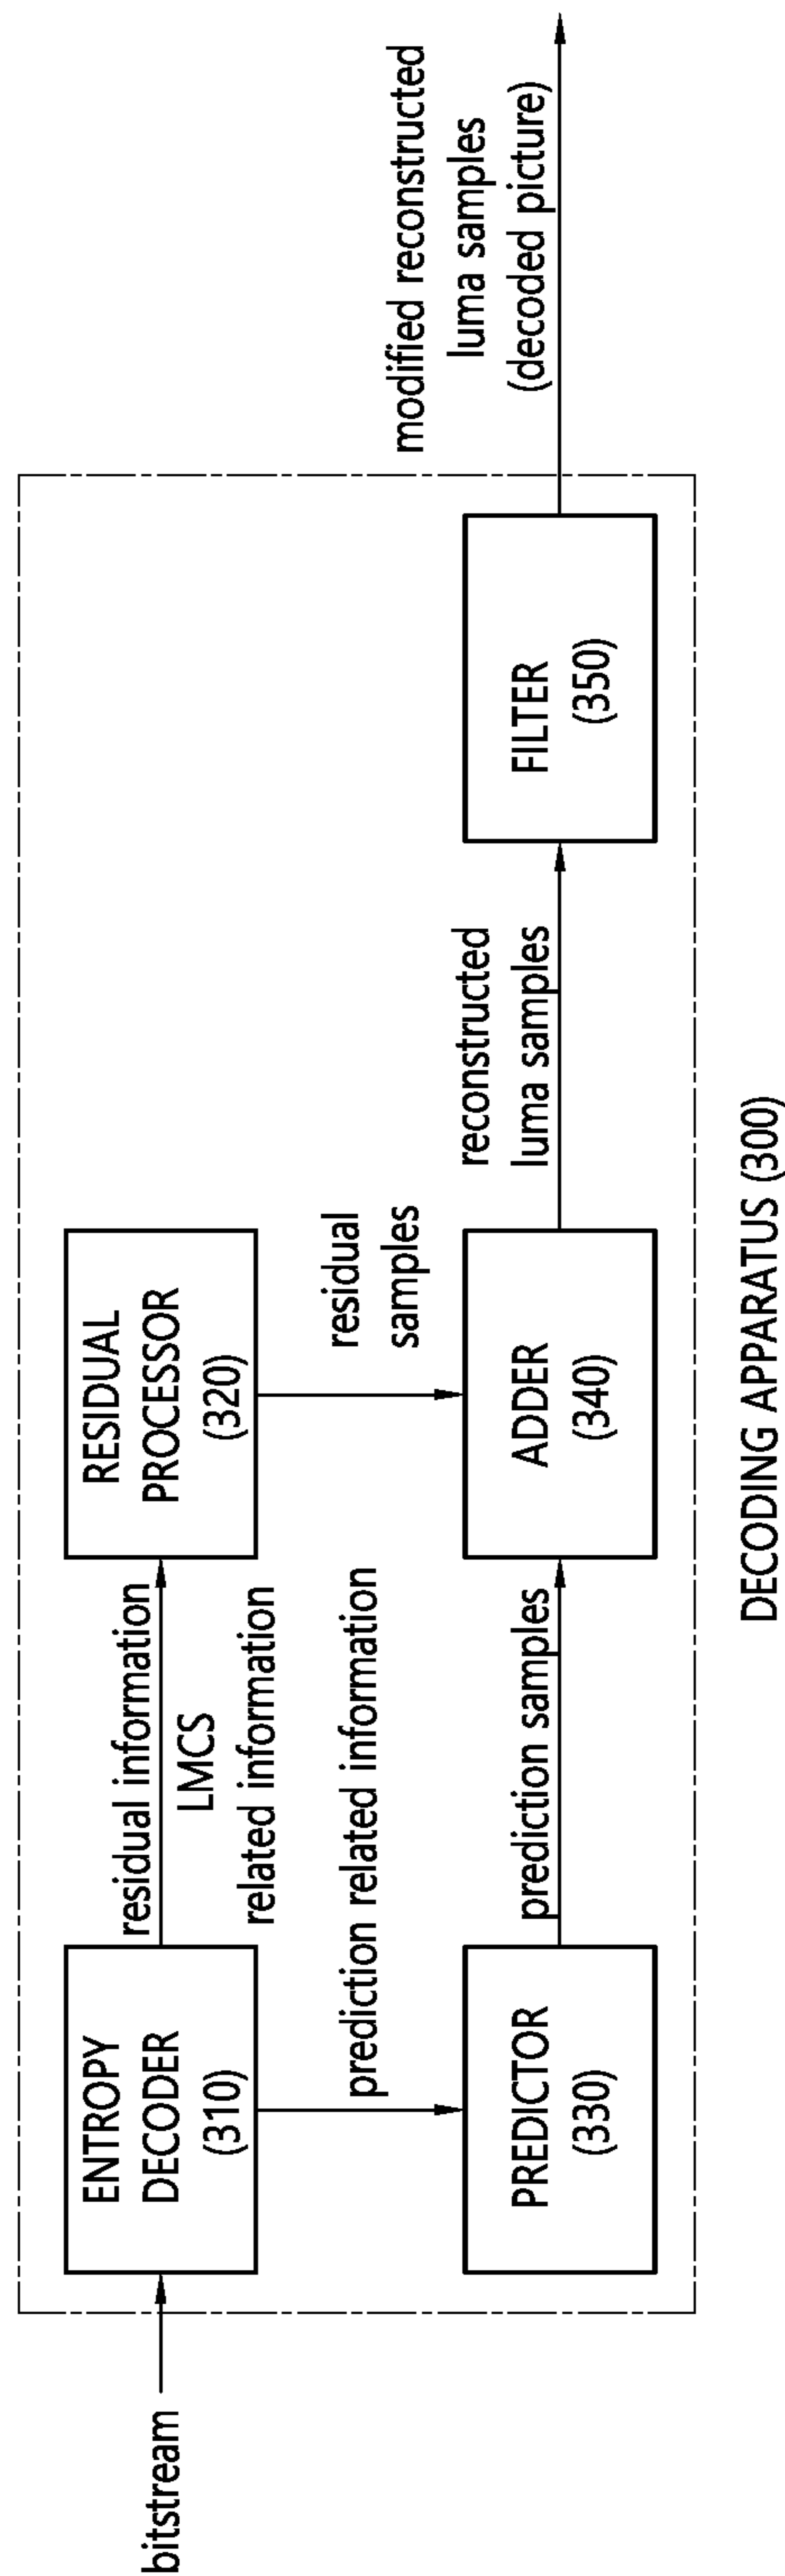 bitstream
ENTROPY
DECODER
(310)
residual information
LMCS
related information
RESIDUAL
PROCESSOR
(320)
prediction related information
residual
samples
PREDICTOR
(330)
prediction samples
ADDER
(340)
reconstructed
luma samples
FILTER
(350)
modified reconstructed
luma samples
(decoded picture)
DECODING APPARATUS (300)